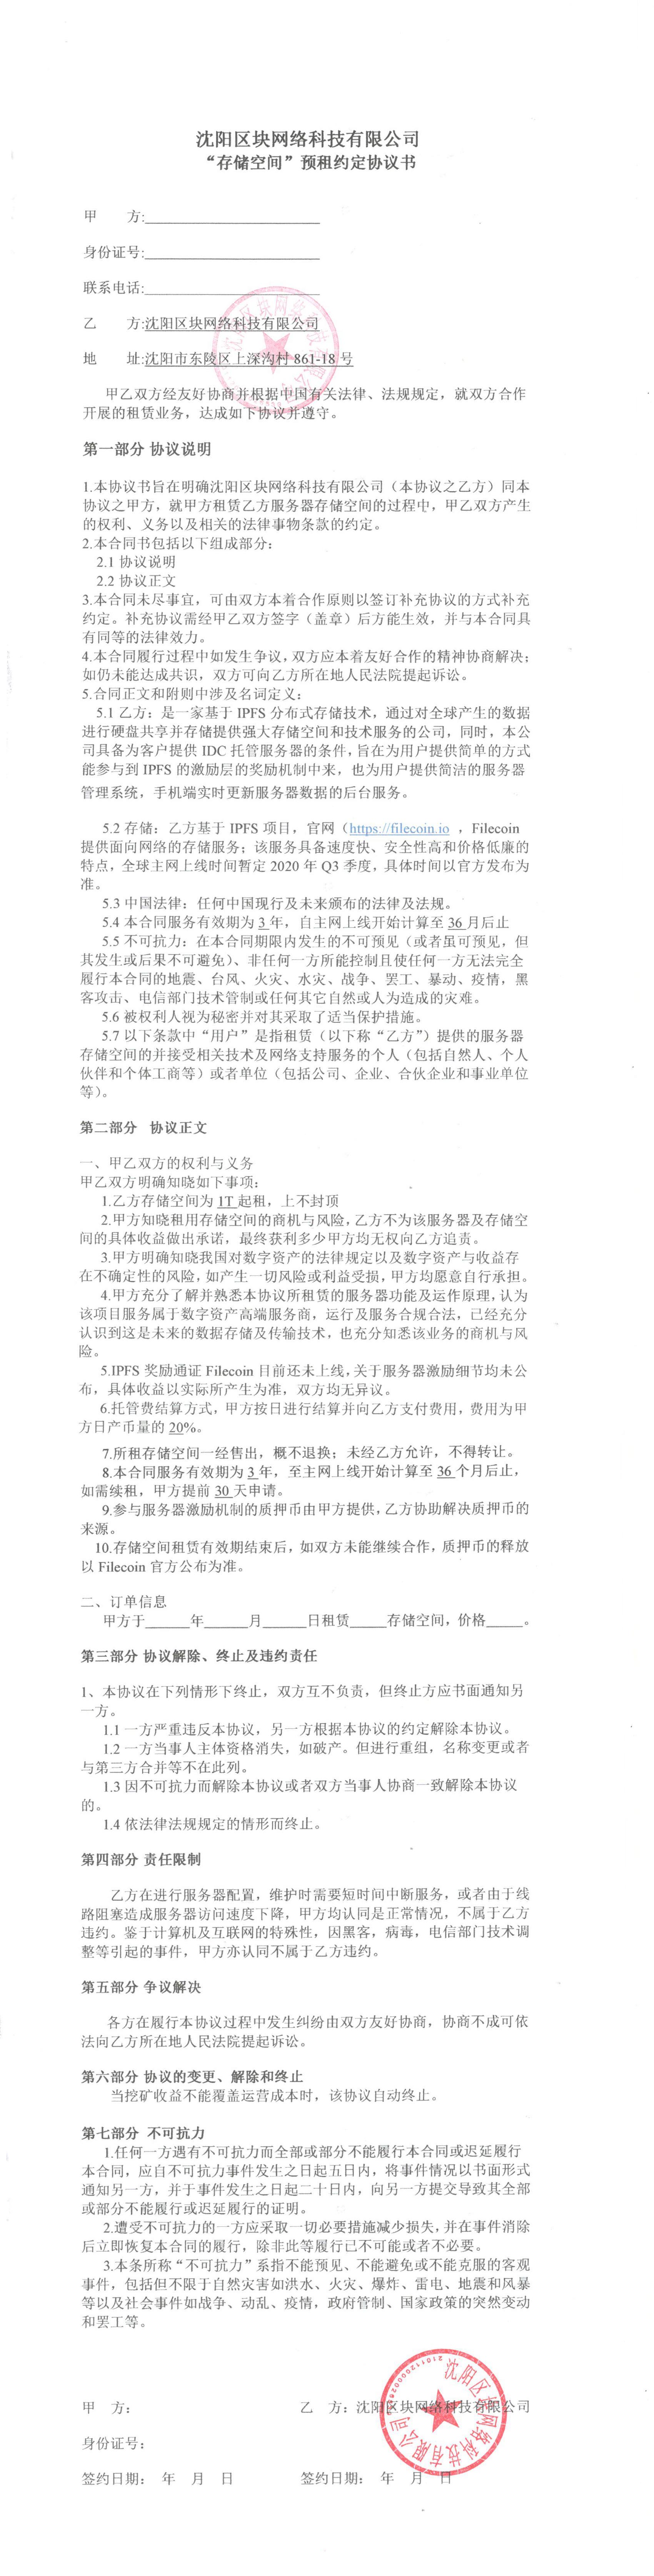 沈阳区块网络科技有限公司
“存储空间”预租约定协议书
甲 方:
身份证号:
联系电话:
乙 方:沈阳区块网络科技有限公司
地 址:沈阳市东陵区上深沟村 861-18 号
甲乙双方经友好协商并根据中国有关法律、法规规定，就双方合作
开展的租赁业务，达成如下协议并遵守。
第一部分 协议说明
1.本协议书旨在明确沈阳区块网络科技有限公司（本协议之乙方）同本
协议之甲方，就甲方租赁乙方服务器存储空间的过程中，甲乙双方产生
的权利、义务以及相关的法律事物条款的约定。
2.本合同书包括以下组成部分：
2.1 协议说明
2.2 协议正文
3.本合同未尽事宜，可由双方本着合作原则以签订补充协议的方式补充
约定。补充协议需经甲乙双方签字（盖章）后方能生效，并与本合同具
有同等的法律效力。
4.本合同履行过程中如发生争议，双方应本着友好合作的精神协商解决；
如仍未能达成共识，双方可向乙方所在地人民法院提起诉讼。
5.合同正文和附则中涉及名词定义：
5.1 乙方：是一家基于 IPFS 分布式存储技术，通过对全球产生的数据
进行硬盘共享并存储提供强大存储空间和技术服务的公司，同时，本公
司具备为客户提供 IDC 托管服务器的条件，旨在为用户提供简单的方式
能参与到 IPFS 的激励层的奖励机制中来，也为用户提供简洁的服务器
管理系统，手机端实时更新服务器数据的后台服务。
5.2 存储：乙方基于 IPFS 项目，官网（https://filecoin.io ，Filecoin
提供面向网络的存储服务；该服务具备速度快、安全性高和价格低廉的
特点，全球主网上线时间暂定 2020 年 Q3 季度，具体时间以官方发布为
准。
5.3 中国法律：任何中国现行及未来颁布的法律及法规。
5.4 本合同服务有效期为 3 年，自主网上线开始计算至 36 月后止
5.5 不可抗力：在本合同期限内发生的不可预见（或者虽可预见，但
其发生或后果不可避免）、非任何一方所能控制且使任何一方无法完全
履行本合同的地震、台风、火灾、水灾、战争、罢工、暴动、疫情，黑
客攻击、电信部门技术管制或任何其它自然或人为造成的灾难。
5.6 被权利人视为秘密并对其采取了适当保护措施。
5.7 以下条款中“用户”是指租赁（以下称“乙方”）提供的服务器
存储空间的并接受相关技术及网络支持服务的个人（包括自然人、个人
伙伴和个体工商等）或者单位（包括公司、企业、合伙企业和事业单位
等）。
第二部分 协议正文
一、甲乙双方的权利与义务
甲乙双方明确知晓如下事项：
1.乙方存储空间为 1T 起租，上不封顶
2.甲方知晓租用存储空间的商机与风险，乙方不为该服务器及存储空
间的具体收益做出承诺，最终获利多少甲方均无权向乙方追责。
3.甲方明确知晓我国对数字资产的法律规定以及数字资产与收益存
在不确定性的风险，如产生一切风险或利益受损，甲方均愿意自行承担。
4.甲方充分了解并熟悉本协议所租赁的服务器功能及运作原理，认为
该项目服务属于数字资产高端服务商，运行及服务合规合法，已经充分
认识到这是未来的数据存储及传输技术，也充分知悉该业务的商机与风
险。
5.IPFS 奖励通证 Filecoin 目前还未上线，关于服务器激励细节均未公
布，具体收益以实际所产生为准，双方均无异议。
6.托管费结算方式，甲方按日进行结算并向乙方支付费用，费用为甲
方日产币量的 20%。
7.所租存储空间一经售出，概不退换；未经乙方允许，不得转让。
8.本合同服务有效期为 3 年，至主网上线开始计算至 36 个月后止，
如需续租，甲方提前 30 天申请。
9.参与服务器激励机制的质押币由甲方提供，乙方协助解决质押币的
来源。
10.存储空间租赁有效期结束后，如双方未能继续合作，质押币的释放
以 Filecoin 官方公布为准。
二、订单信息
甲方于 年 月 日租赁 存储空间，价格 。
第三部分 协议解除、终止及违约责任
1、本协议在下列情形下终止，双方互不负责，但终止方应书面通知另
一方。
1.1 一方严重违反本协议，另一方根据本协议的约定解除本协议。
1.2 一方当事人主体资格消失，如破产。但进行重组，名称变更或者
与第三方合并等不在此列。
1.3 因不可抗力而解除本协议或者双方当事人协商一致解除本协议
的。
1.4 依法律法规规定的情形而终止。
第四部分 责任限制
乙方在进行服务器配置，维护时需要短时间中断服务，或者由于线
路阻塞造成服务器访问速度下降，甲方均认同是正常情况，不属于乙方
违约。鉴于计算机及互联网的特殊性，因黑客，病毒，电信部门技术调
整等引起的事件，甲方亦认同不属于乙方违约。
第五部分 争议解决
各方在履行本协议过程中发生纠纷由双方友好协商，协商不成可依
法向乙方所在地人民法院提起诉讼。
第六部分 协议的变更、解除和终止
当挖矿收益不能覆盖运营成本时，该协议自动终止。
第七部分 不可抗力
1.任何一方遇有不可抗力而全部或部分不能履行本合同或迟延履行
本合同，应自不可抗力事件发生之日起五日内，将事件情况以书面形式
通知另一方，并于事件发生之日起二十日内，向另一方提交导致其全部
或部分不能履行或迟延履行的证明。
2.遭受不可抗力的一方应采取一切必要措施减少损失，并在事件消除
后立即恢复本合同的履行，除非此等履行已不可能或者不必要。
3.本条所称“不可抗力”系指不能预见、不能避免或不能克服的客观
事件，包括但不限于自然灾害如洪水、火灾、爆炸、雷电、地震和风暴
等以及社会事件如战争、动乱、疫情，政府管制、国家政策的突然变动
和罢工等。
甲 方： 乙 方：沈阳区块网络科技有限公司
身份证号：
签约日期： 年 月 日 签约日期： 年 月 日
沈阳区块网络科技有限公司